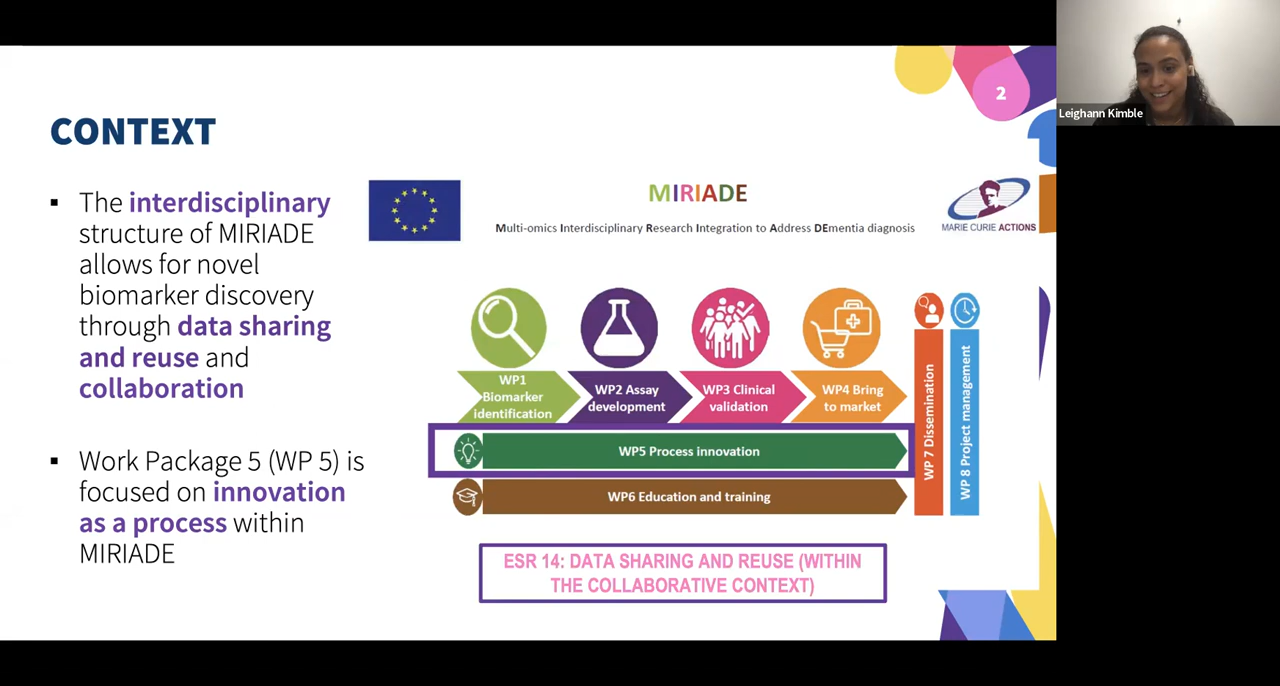 2
Leighann Kimble
CONTEXT
▪ The interdisciplinary
structure of MIRIADE
allows for novel
biomarker discovery
through data sharing
and reuse and
collaboration
▪ Work Package 5 (WP 5) is
focused on innovation
as a process within
MIRIADE
MIRIADE
Multi-omics Interdisciplinary Research Integration to Address DEmentia diagnosis
MARIE CURIE ACTIONS
WP1
Biomarker
identification
WP2 Assay
development
WP3 Clinical
validation
WP4 Bring
to market
WP5 Process innovation
WP6 Education and training
WP 7 Dissemination
WP 8 Project management
ESR 14: DATA SHARING AND REUSE (WITHIN
THE COLLABORATIVE CONTEXT)